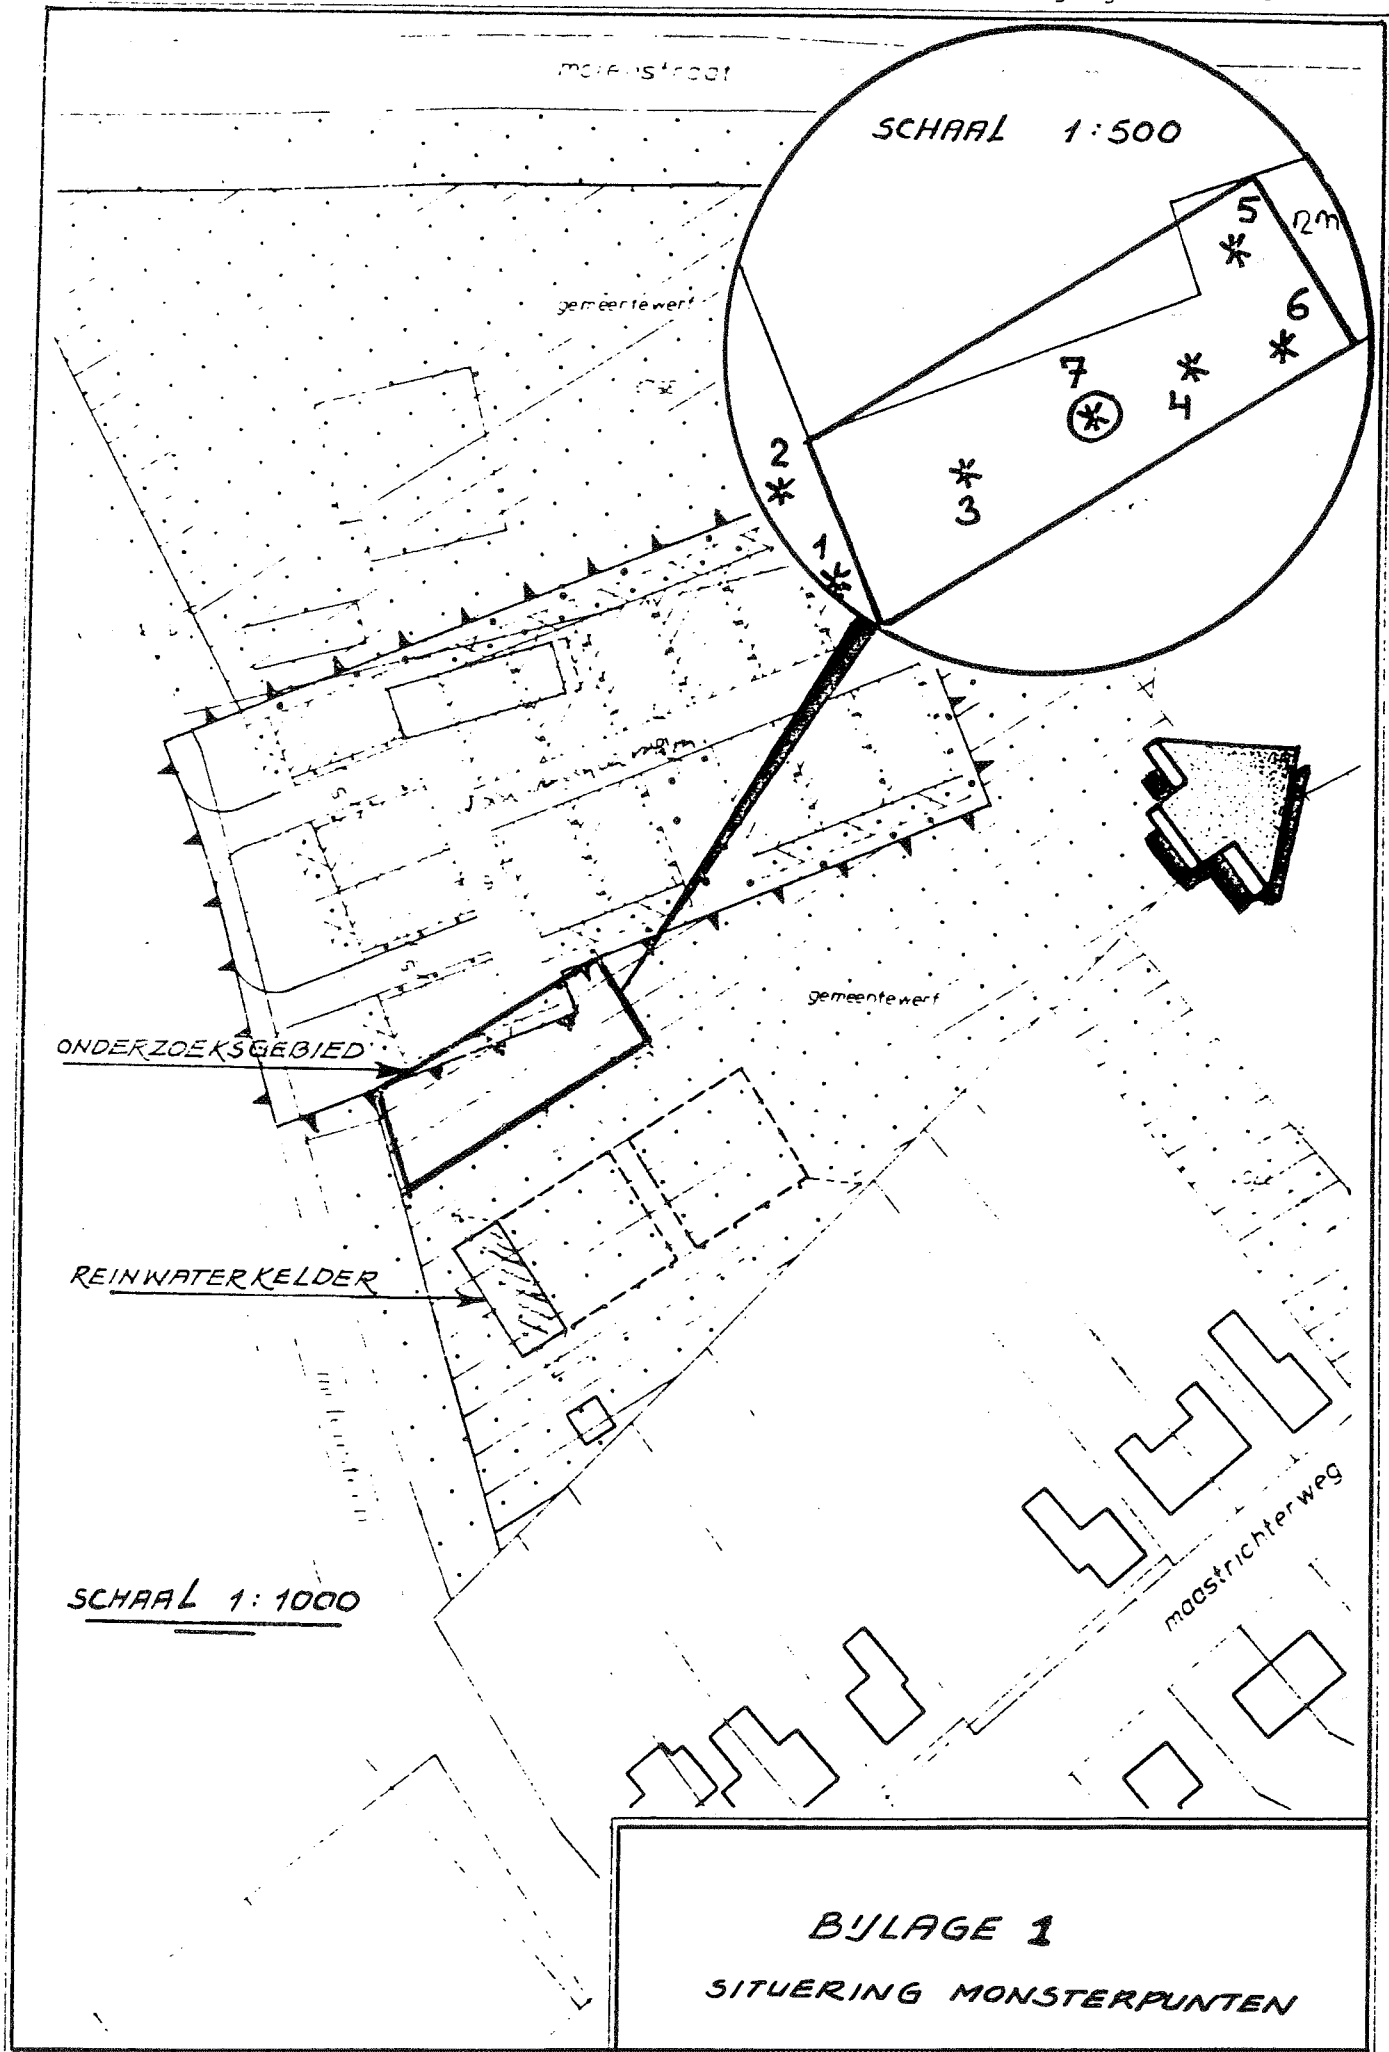 SCHAAL 1:500
5
6
7
4
2
3
1
gemeentewerf
gemeentewerf
ONDERZOEKSGEBIED
REINWATERKELDER
maastrichterweg
SCHAAL 1:1000
BIJLAGE 1
SITUERING MONSTERPUNTEN